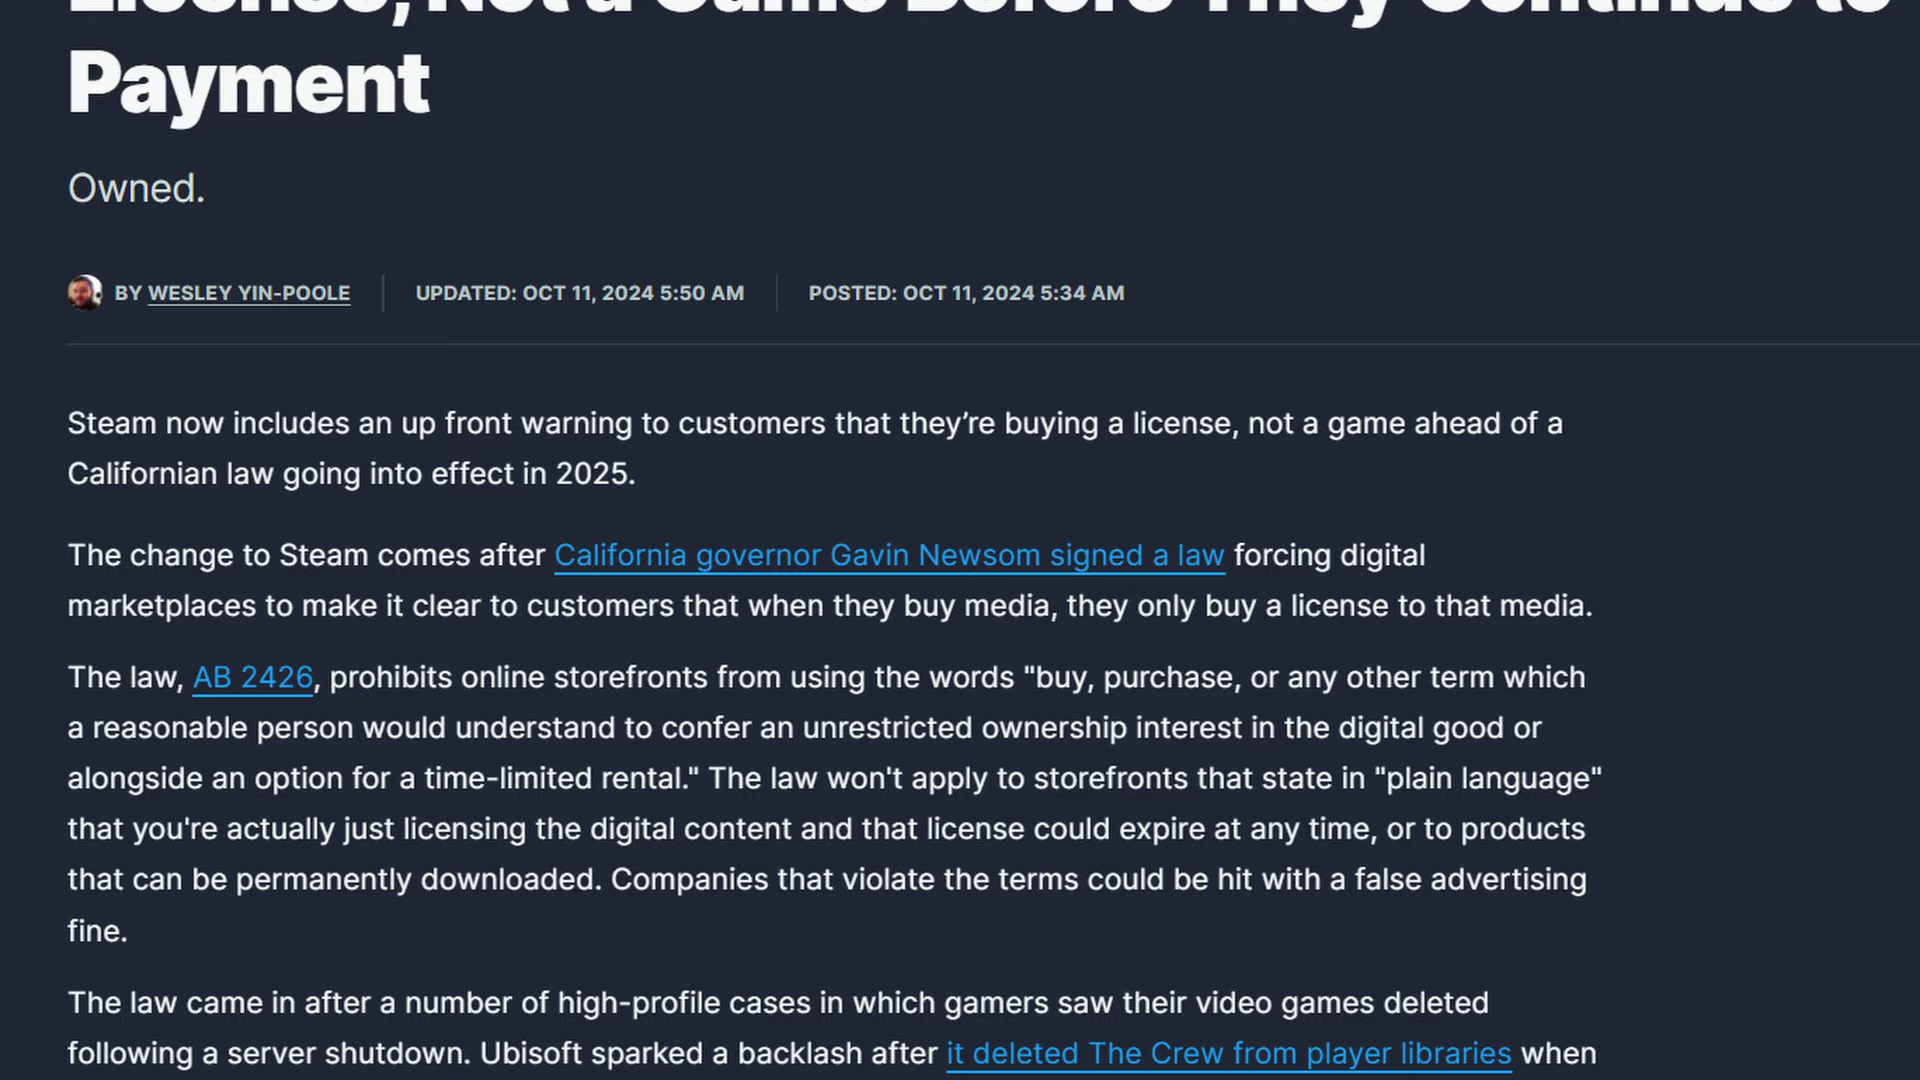 License, Not a Game Before They Continue to
Payment
Owned.
BY WESLEY YIN-POOLE
UPDATED: OCT 11, 2024 5:50 AM
POSTED: OCT 11, 2024 5:34 AM
Steam now includes an up front warning to customers that they’re buying a license, not a game ahead of a
Californian law going into effect in 2025.
The change to Steam comes after California governor Gavin Newsom signed a law forcing digital
marketplaces to make it clear to customers that when they buy media, they only buy a license to that media.
The law, AB 2426, prohibits online storefronts from using the words "buy, purchase, or any other term which
a reasonable person would understand to confer an unrestricted ownership interest in the digital good or
alongside an option for a time-limited rental." The law won't apply to storefronts that state in "plain language"
that you're actually just licensing the digital content and that license could expire at any time, or to products
that can be permanently downloaded. Companies that violate the terms could be hit with a false advertising
fine.
The law came in after a number of high-profile cases in which gamers saw their video games deleted
following a server shutdown. Ubisoft sparked a backlash after it deleted The Crew from player libraries when